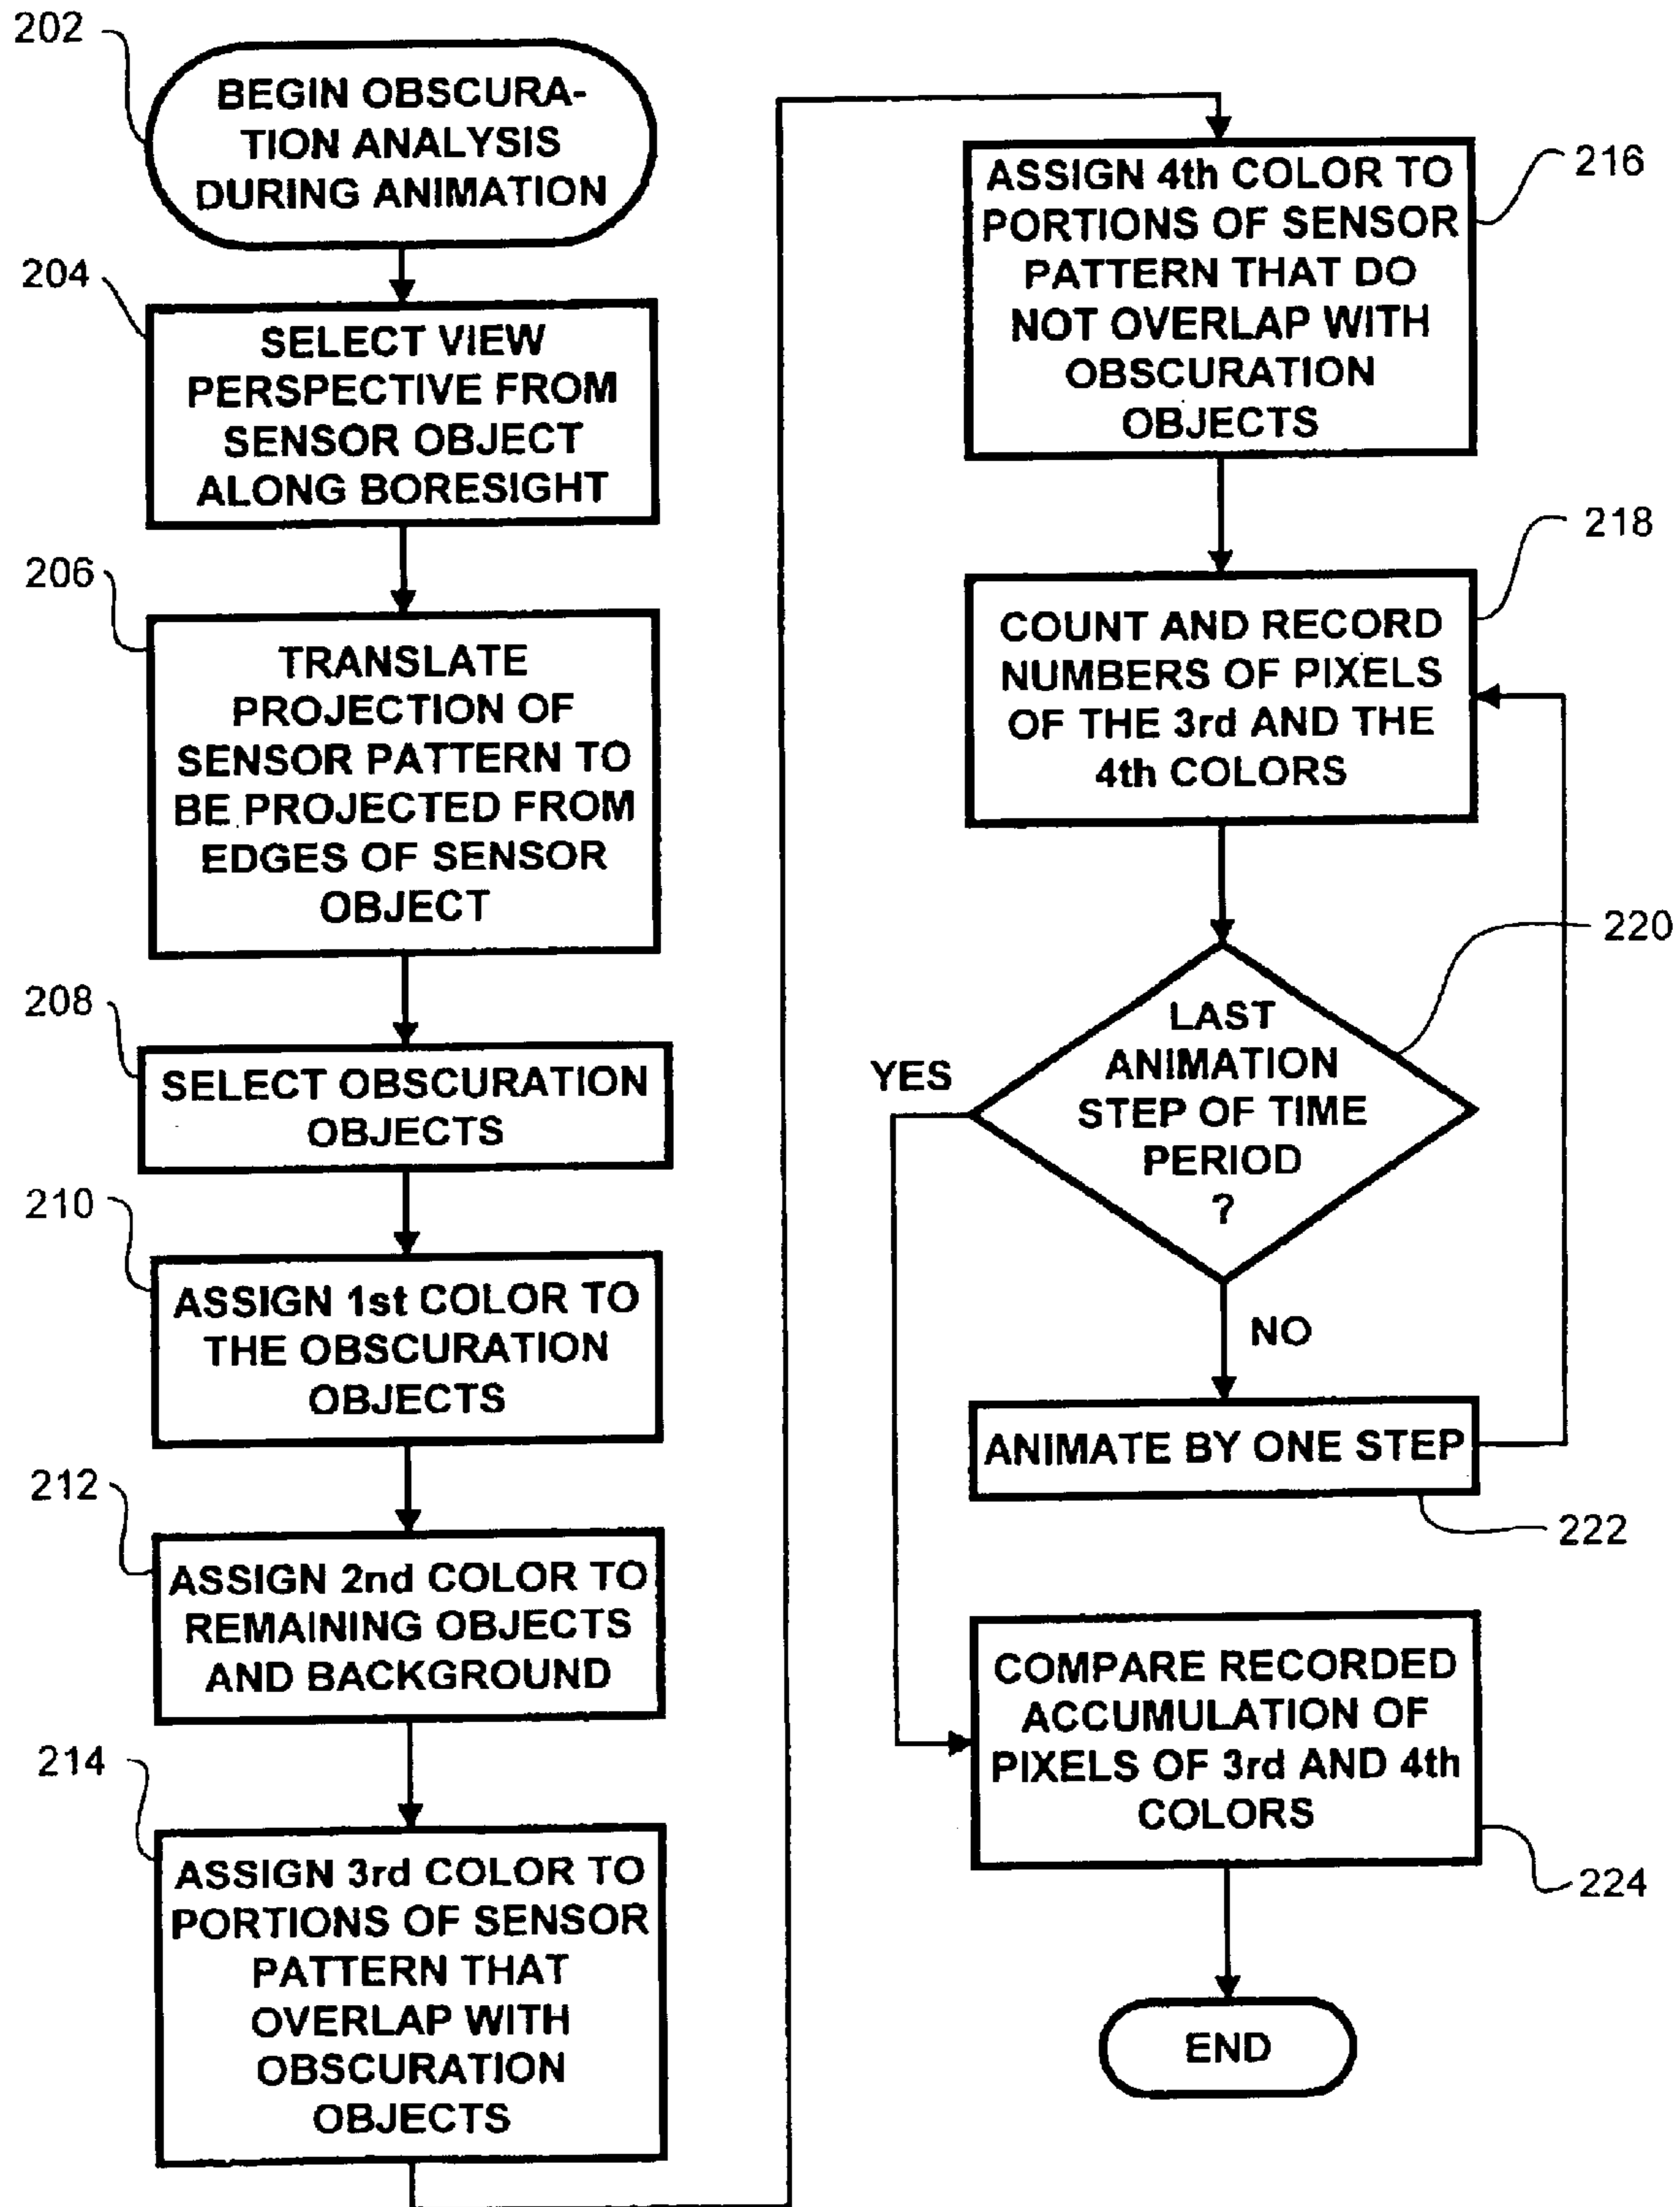 202
BEGIN OBSCURA-
TION ANALYSIS
DURING ANIMATION
204
SELECT VIEW
PERSPECTIVE FROM
SENSOR OBJECT
ALONG BORESIGHT
206
TRANSLATE
PROJECTION OF
SENSOR PATTERN TO
BE PROJECTED FROM
EDGES OF SENSOR
OBJECT
208
SELECT OBSCURATION
OBJECTS
210
ASSIGN 1st COLOR TO
THE OBSCURATION
OBJECTS
212
ASSIGN 2nd COLOR TO
REMAINING OBJECTS
AND BACKGROUND
214
ASSIGN 3rd COLOR TO
PORTIONS OF SENSOR
PATTERN THAT
OVERLAP WITH
OBSCURATION
OBJECTS
216
ASSIGN 4th COLOR TO
PORTIONS OF SENSOR
PATTERN THAT DO
NOT OVERLAP WITH
OBSCURATION
OBJECTS
218
COUNT AND RECORD
NUMBERS OF PIXELS
OF THE 3rd AND THE
4th COLORS
220
LAST
ANIMATION
STEP OF TIME
PERIOD
?
YES
NO
ANIMATE BY ONE STEP
222
COMPARE RECORDED
ACCUMULATION OF
PIXELS OF 3rd AND 4th
COLORS
224
END